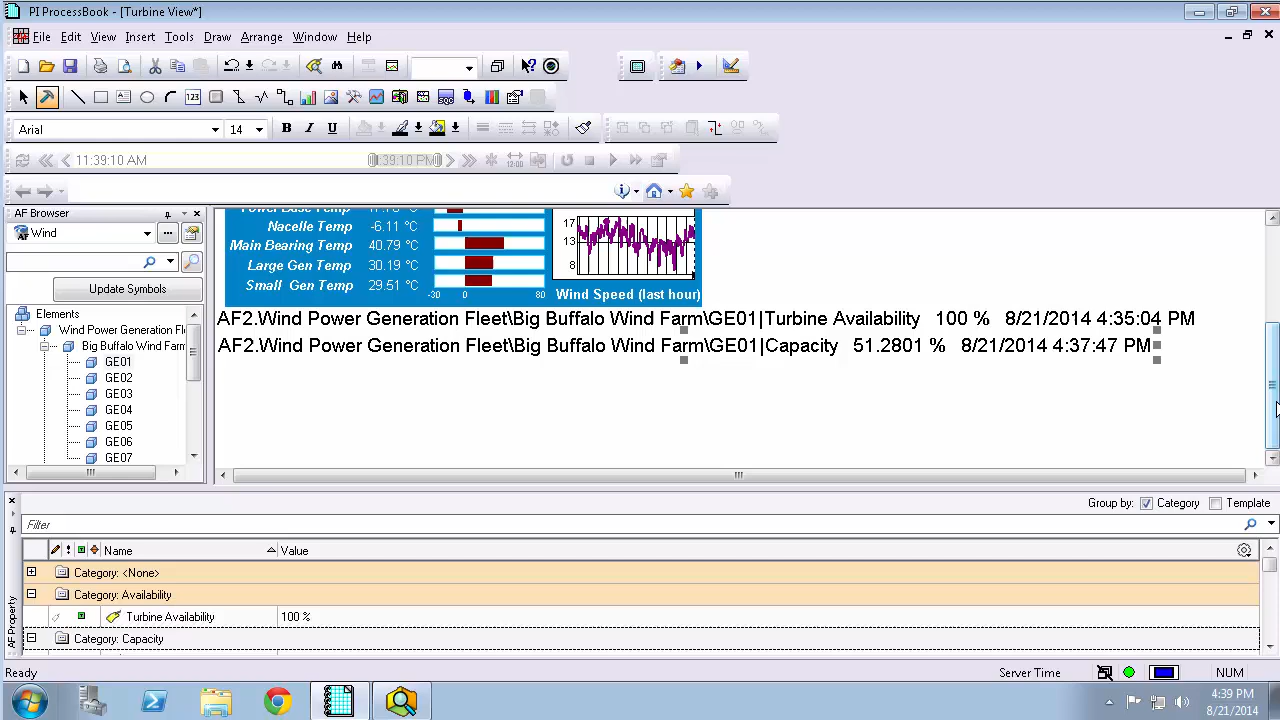 PI ProcessBook - [Turbine View*]
File Edit View Insert Tools Draw Arrange Window Help
123
Arial 14 B I U
11:39:10 AM
:39:10 PM
12:00
AF Browser
Wind
Update Symbols
Elements
Wind Power Generation Fl
Big Buffalo Wind Farm
GE01
GE02
GE03
GE04
GE05
GE06
GE07
Nacelle Temp -6.11 °C
Main Bearing Temp 40.79 °C
Large Gen Temp 30.19 °C
Small Gen Temp 29.51 °C
-30 0 80
17
13
8
Wind Speed (last hour)
AF2.Wind Power Generation Fleet\Big Buffalo Wind Farm\GE01|Turbine Availability 100 % 8/21/2014 4:35:04 PM
AF2.Wind Power Generation Fleet\Big Buffalo Wind Farm\GE01|Capacity 51.2801 % 8/21/2014 4:37:47 PM
Group by: Category Template
Filter
Name Value
Category: <None>
Category: Availability
Turbine Availability 100 %
Category: Capacity
AF Property
Ready Server Time NUM
4:39 PM
8/21/2014